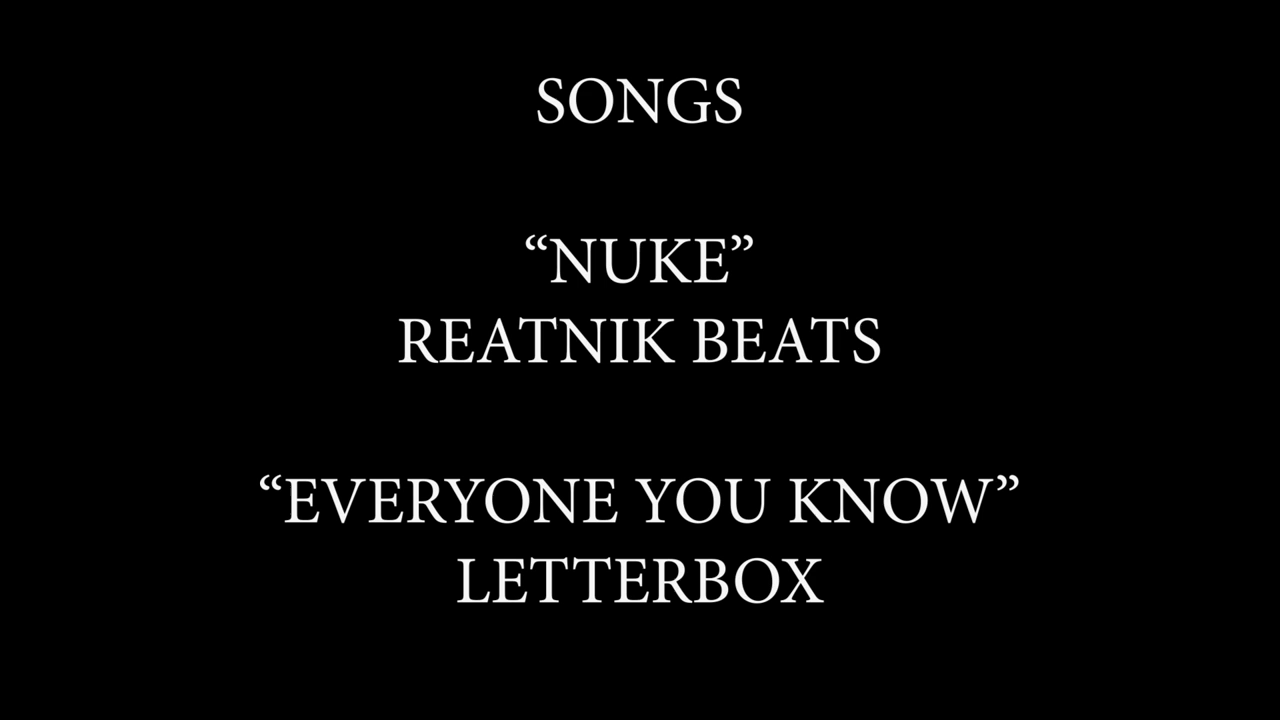 SONGS
“NUKE”
REATNIK BEATS
“EVERYONE YOU KNOW”
LETTERBOX